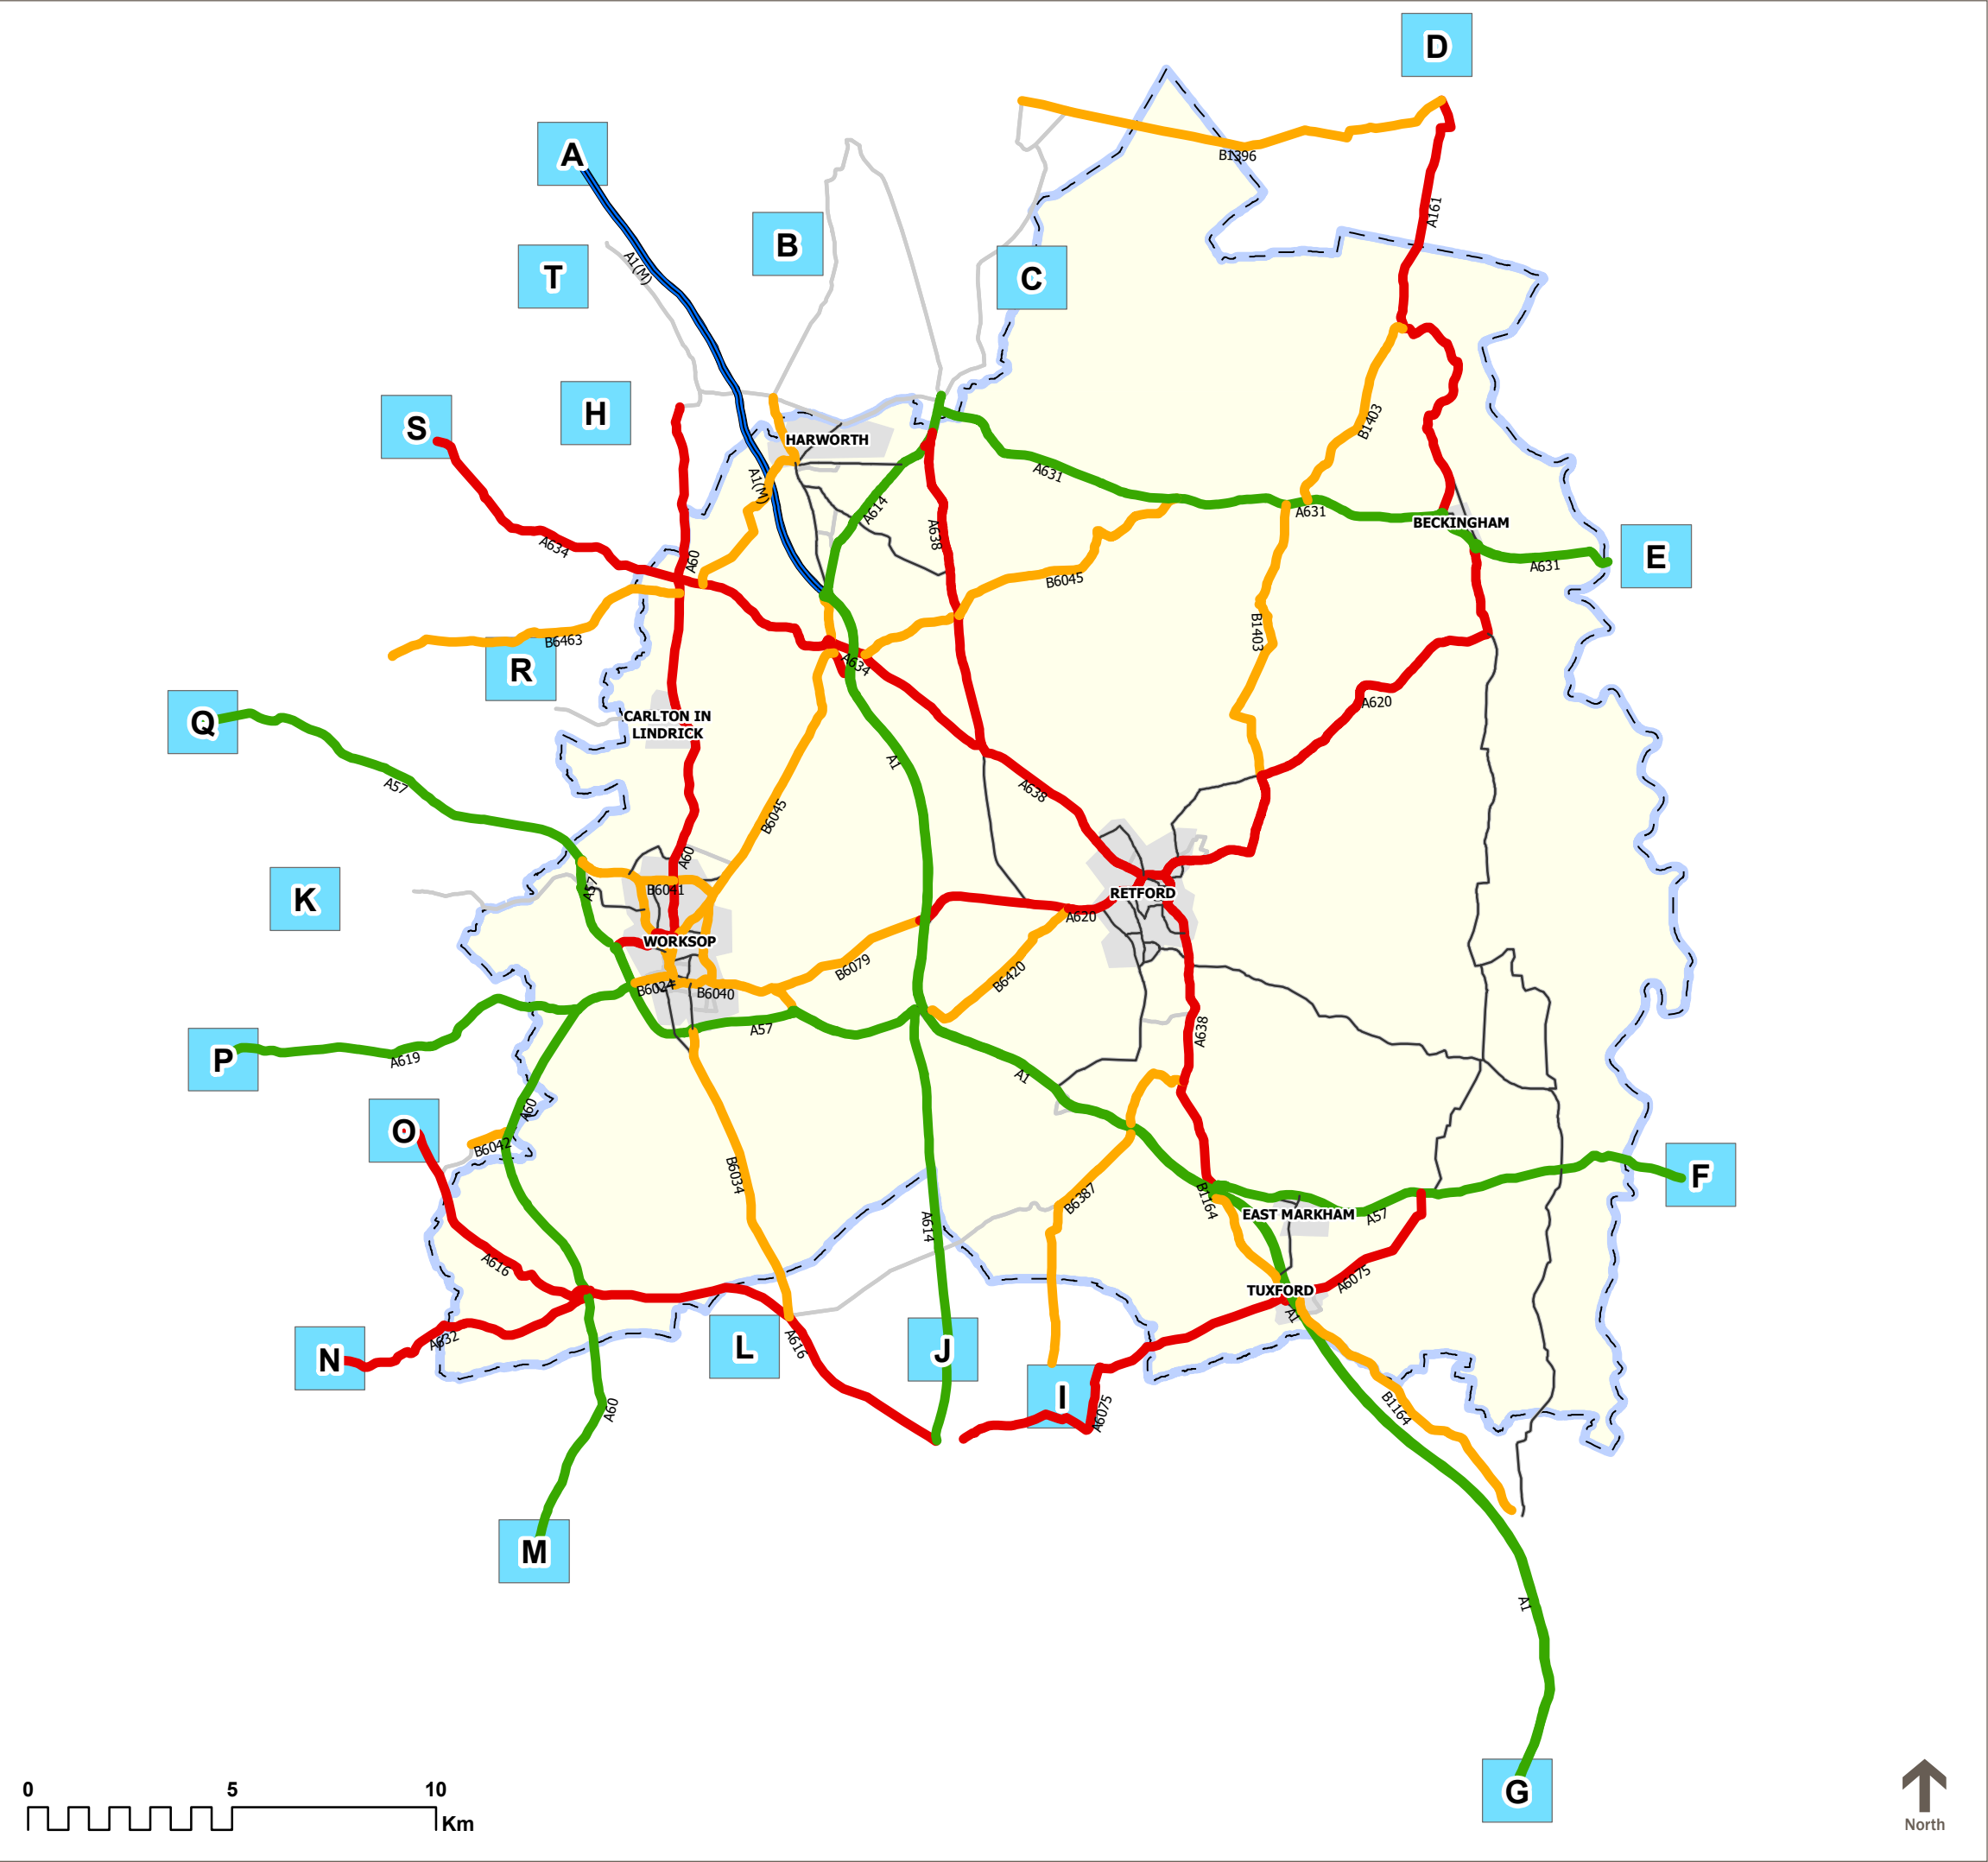 D
A
B1396
B
A161
T
A1(M)
C
H
S
B1403
HARWORTH
A631
A1(M)
A614
A631
BECKINGHAM
A638
A634
A60
A631
E
B6045
B1403
B6463
A634
R
A620
CARLTON IN
LINDRICK
Q
A1
A57
A638
B6045
A60
A57
B6041
RETFORD
K
A620
WORKSOP
B6079
B6420
B6024
B6040
A57
A638
P
A619
A1
A60
O
B6042
B6034
F
B6387
B1164
EAST MARKHAM
A57
A614
A616
A6075
TUXFORD
A1
N
A632
L
A616
J
I
A6075
B1164
A60
M
A1
0
5
10
Km
G
North